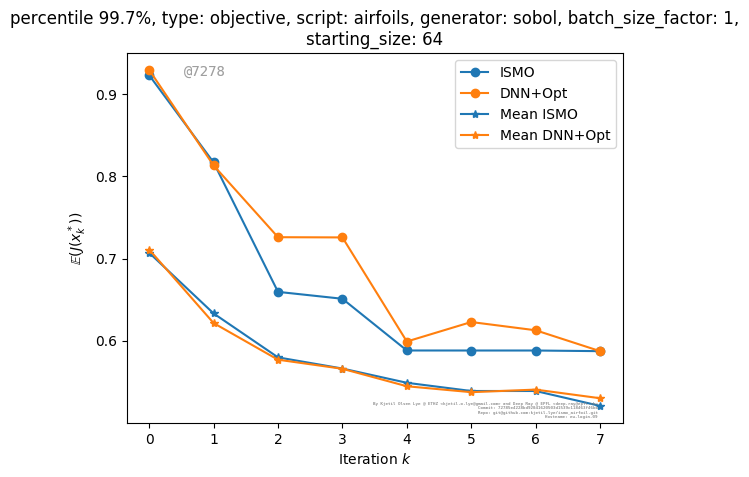 percentile 99.7%, type: objective, script: airfoils, generator: sobol, batch_size_factor: 1,
starting_size: 64
@7278
ISMO
DNN+Opt
Mean ISMO
Mean DNN+Opt
0.9
0.8
0.7
0.6
𝔼(J(x_k^*))
0 1 2 3 4 5 6 7
Iteration k